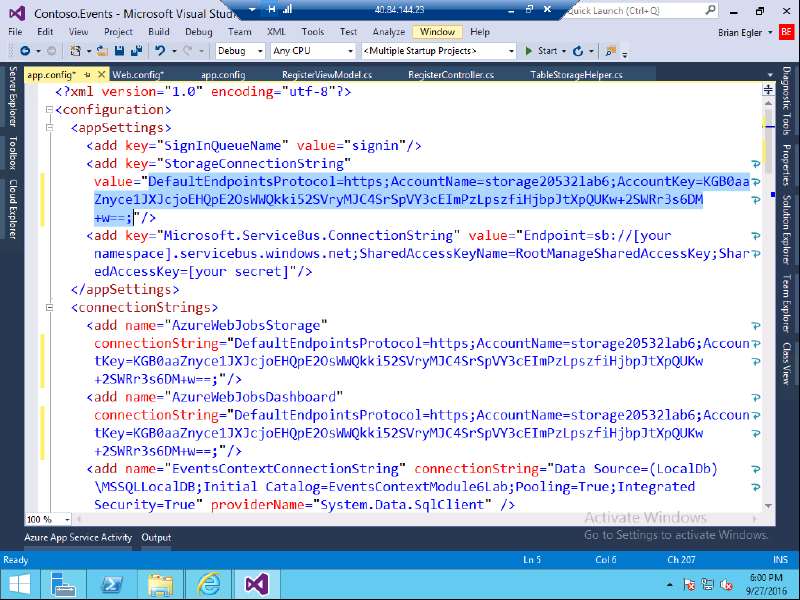 Contoso.Events - Microsoft Visual Stud
40.84.144.23
Quick Launch (Ctrl+Q)
File Edit View Project Build Debug Team XML Tools Test Analyze Window Help
Brian Egler BE
Debug Any CPU <Multiple Startup Projects> Start
app.config* Web.config* app.config RegisterViewModel.cs RegisterController.cs TableStorageHelper.cs
Server Explorer
Toolbox
Cloud Explorer
<?xml version="1.0" encoding="utf-8"?>
<configuration>
<appSettings>
<add key="SignInQueueName" value="signin"/>
<add key="StorageConnectionString"
value="DefaultEndpointsProtocol=https;AccountName=storage20532lab6;AccountKey=KGB0aa
Znyce1JXJcjoEHQpE2OsWWQkki52SVryMJC4SrSpVY3cEImPzLpszfiHjbpJtXpQUKw+2SWRr3s6DM
+w==;"/>
<add key="Microsoft.ServiceBus.ConnectionString" value="Endpoint=sb://[your
namespace].servicebus.windows.net;SharedAccessKeyName=RootManageSharedAccessKey;Shar
edAccessKey=[your secret]"/>
</appSettings>
<connectionStrings>
<add name="AzureWebJobsStorage"
connectionString="DefaultEndpointsProtocol=https;AccountName=storage20532lab6;Accoun
tKey=KGB0aaZnyce1JXJcjoEHQpE2OsWWQkki52SVryMJC4SrSpVY3cEImPzLpszfiHjbpJtXpQUKw
+2SWRr3s6DM+w==;"/>
<add name="AzureWebJobsDashboard"
connectionString="DefaultEndpointsProtocol=https;AccountName=storage20532lab6;Accoun
tKey=KGB0aaZnyce1JXJcjoEHQpE2OsWWQkki52SVryMJC4SrSpVY3cEImPzLpszfiHjbpJtXpQUKw
+2SWRr3s6DM+w==;"/>
<add name="EventsContextConnectionString" connectionString="Data Source=(LocalDb)
\MSSQLLocalDB;Initial Catalog=EventsContextModule6Lab;Pooling=True;Integrated
Security=True" providerName="System.Data.SqlClient" />
Diagnostic Tools
Properties
Solution Explorer
Team Explorer
Class View
100 %
Activate Windows
Go to Settings to activate Windows.
Azure App Service Activity Output
Ready Ln 5 Col 6 Ch 207 INS
6:00 PM
9/27/2016